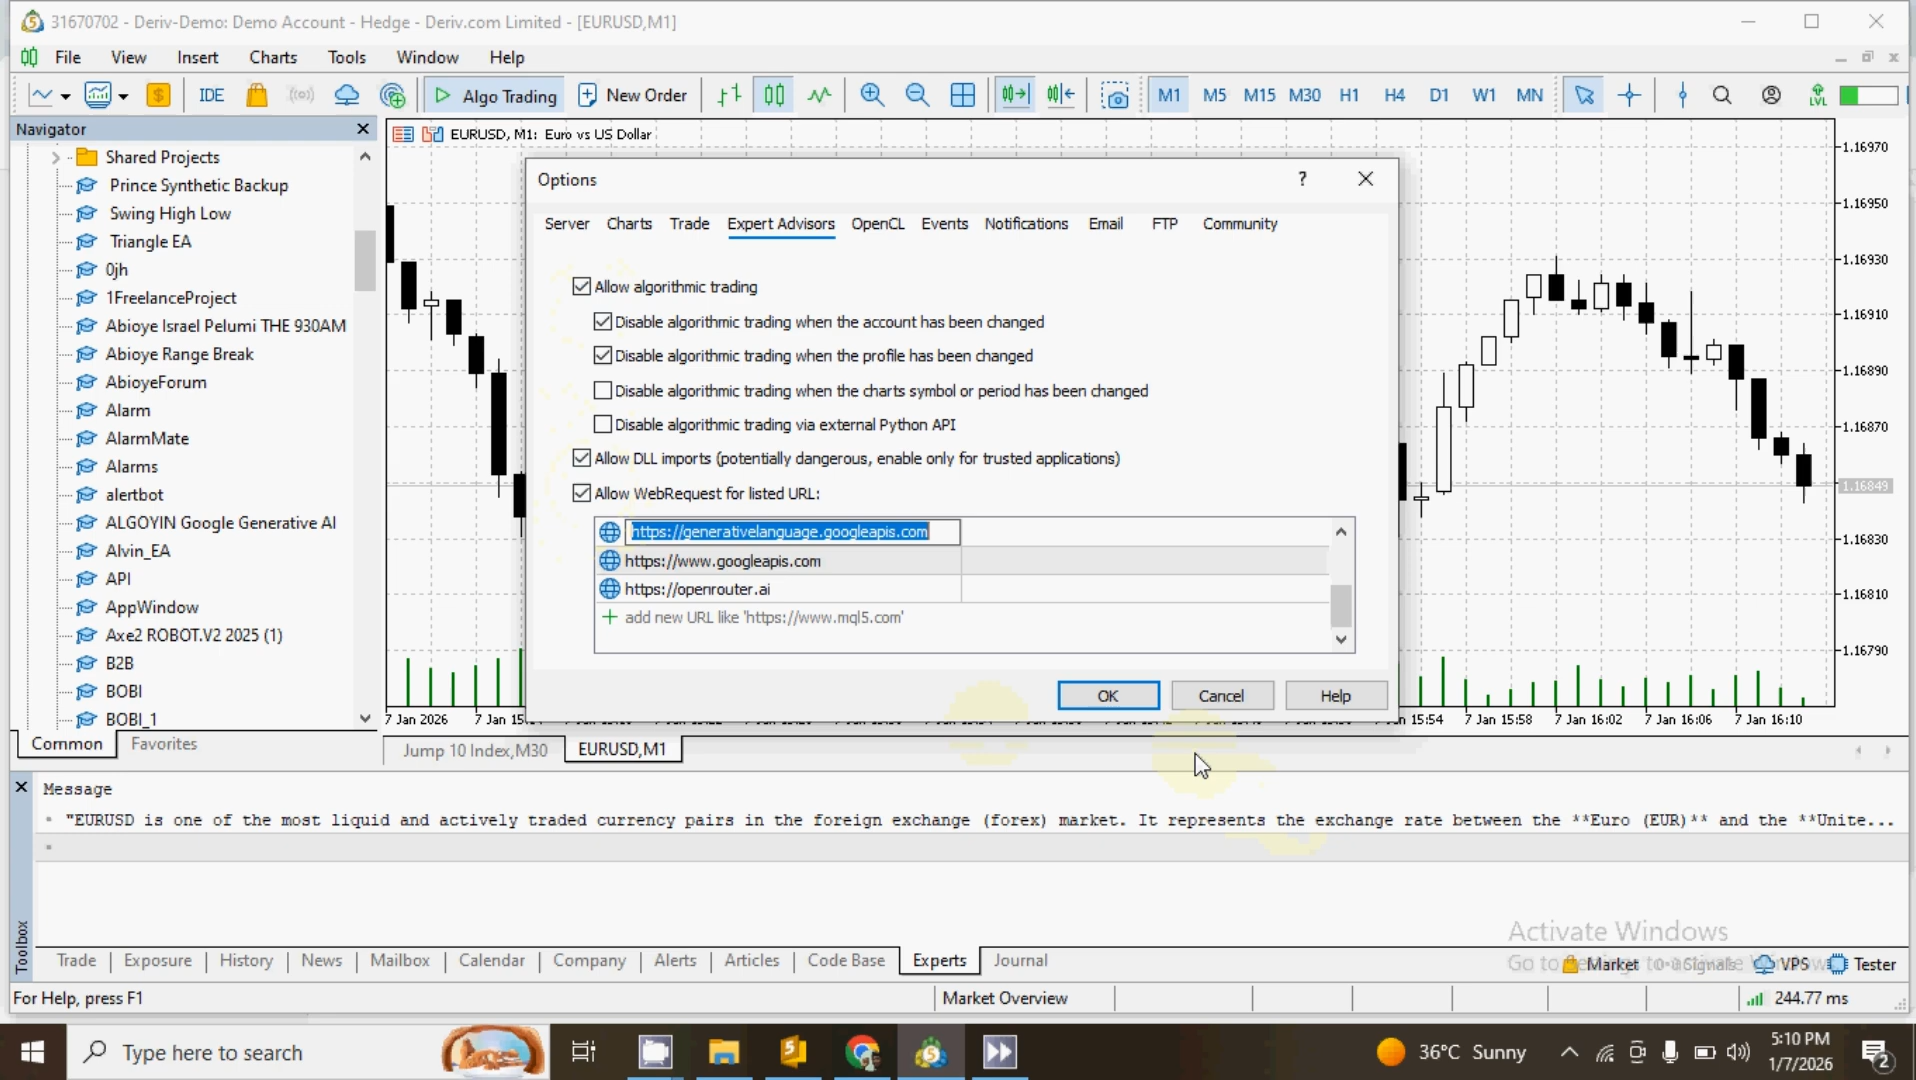 31670702 - Deriv-Demo: Demo Account - Hedge - Deriv.com Limited - [EURUSD,M1]
File View Insert Charts Tools Window Help
IDE Algo Trading New Order M1 M5 M15 M30 H1 H4 D1 W1 MN LVL
Navigator
Shared Projects
Prince Synthetic Backup
Swing High Low
Triangle EA
0jh
1FreelanceProject
Abioye Israel Pelumi THE 930AM
Abioye Range Break
AbioyeForum
Alarm
AlarmMate
Alarms
alertbot
ALGOYIN Google Generative AI
Alvin_EA
API
AppWindow
Axe2 ROBOT.V2 2025 (1)
B2B
BOBI
BOBI_1
Common Favorites
EURUSD, M1: Euro vs US Dollar
Options
Server Charts Trade Expert Advisors OpenCL Events Notifications Email FTP Community
Allow algorithmic trading
Disable algorithmic trading when the account has been changed
Disable algorithmic trading when the profile has been changed
Disable algorithmic trading when the charts symbol or period has been changed
Disable algorithmic trading via external Python API
Allow DLL imports (potentially dangerous, enable only for trusted applications)
Allow WebRequest for listed URL:
https://generativelanguage.googleapis.com
https://www.googleapis.com
https://openrouter.ai
add new URL like 'https://www.mql5.com'
OK Cancel Help
1.16970
1.16950
1.16930
1.16910
1.16890
1.16870
1.16849
1.16830
1.16810
1.16790
7 Jan 2026 7 Jan 15: 15:54 7 Jan 15:58 7 Jan 16:02 7 Jan 16:06 7 Jan 16:10
Jump 10 Index,M30 EURUSD,M1
Message
"EURUSD is one of the most liquid and actively traded currency pairs in the foreign exchange (forex) market. It represents the exchange rate between the **Euro (EUR)** and the **Unite...
Toolbox
Activate Windows
Trade Exposure History News Mailbox Calendar Company Alerts Articles Code Base Experts Journal
Go to Market Signals VPS Tester
For Help, press F1 Market Overview 244.77 ms
Type here to search 36°C Sunny 5:10 PM
1/7/2026
2